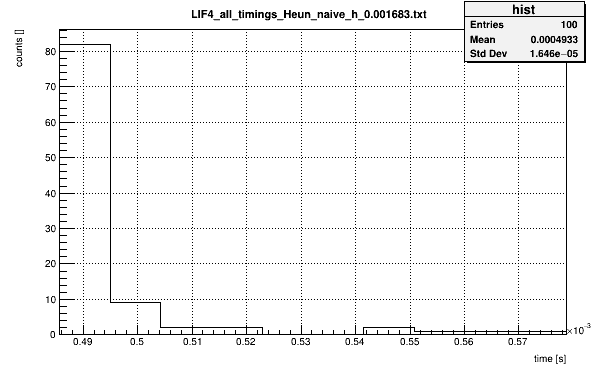 LIF4_all_timings_Heun_naive_h_0.001683.txt
hist
Entries 100
Mean 0.0004933
Std Dev 1.646e−05
counts []
80
70
60
50
40
30
20
10
0
0.49 0.5 0.51 0.52 0.53 0.54 0.55 0.56 0.57
×10⁻³
time [s]